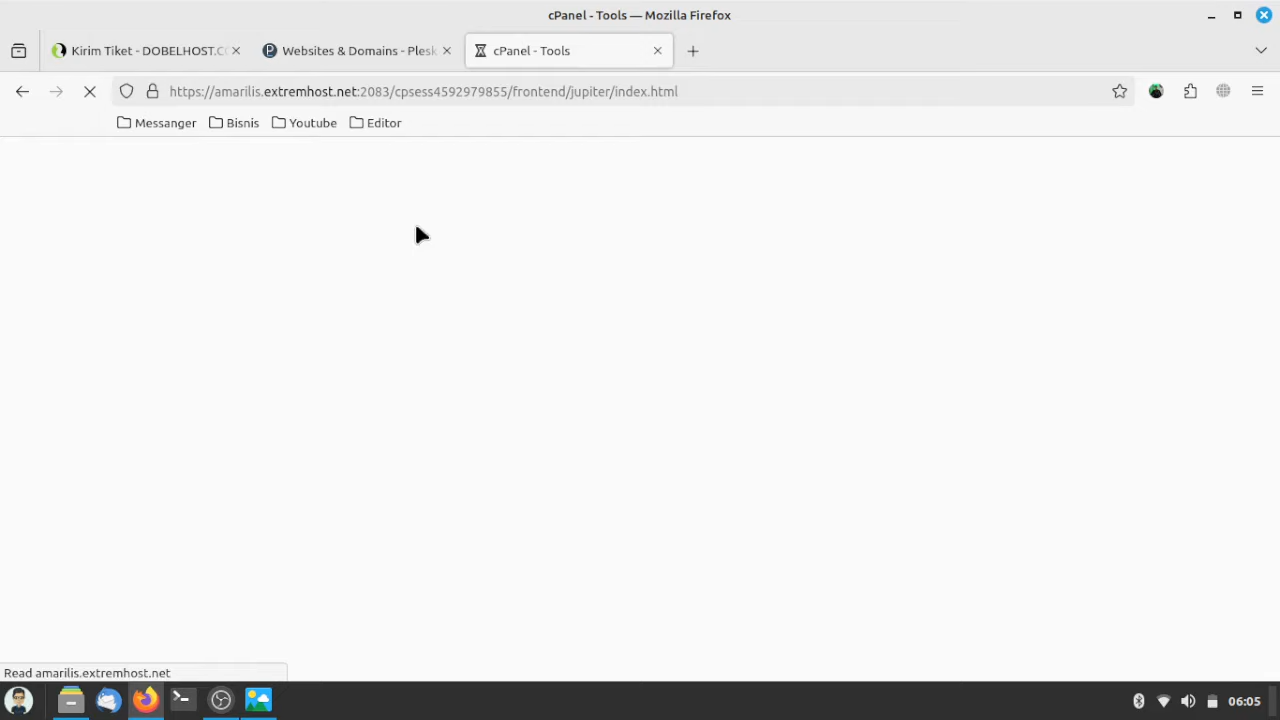 cPanel - Tools — Mozilla Firefox
Kirim Tiket - DOBELHOST.CO
Websites & Domains - Plesk
cPanel - Tools
https://amarilis.extremhost.net:2083/cpsess4592979855/frontend/jupiter/index.html
Messanger
Bisnis
Youtube
Editor
Read amarilis.extremhost.net
06:05